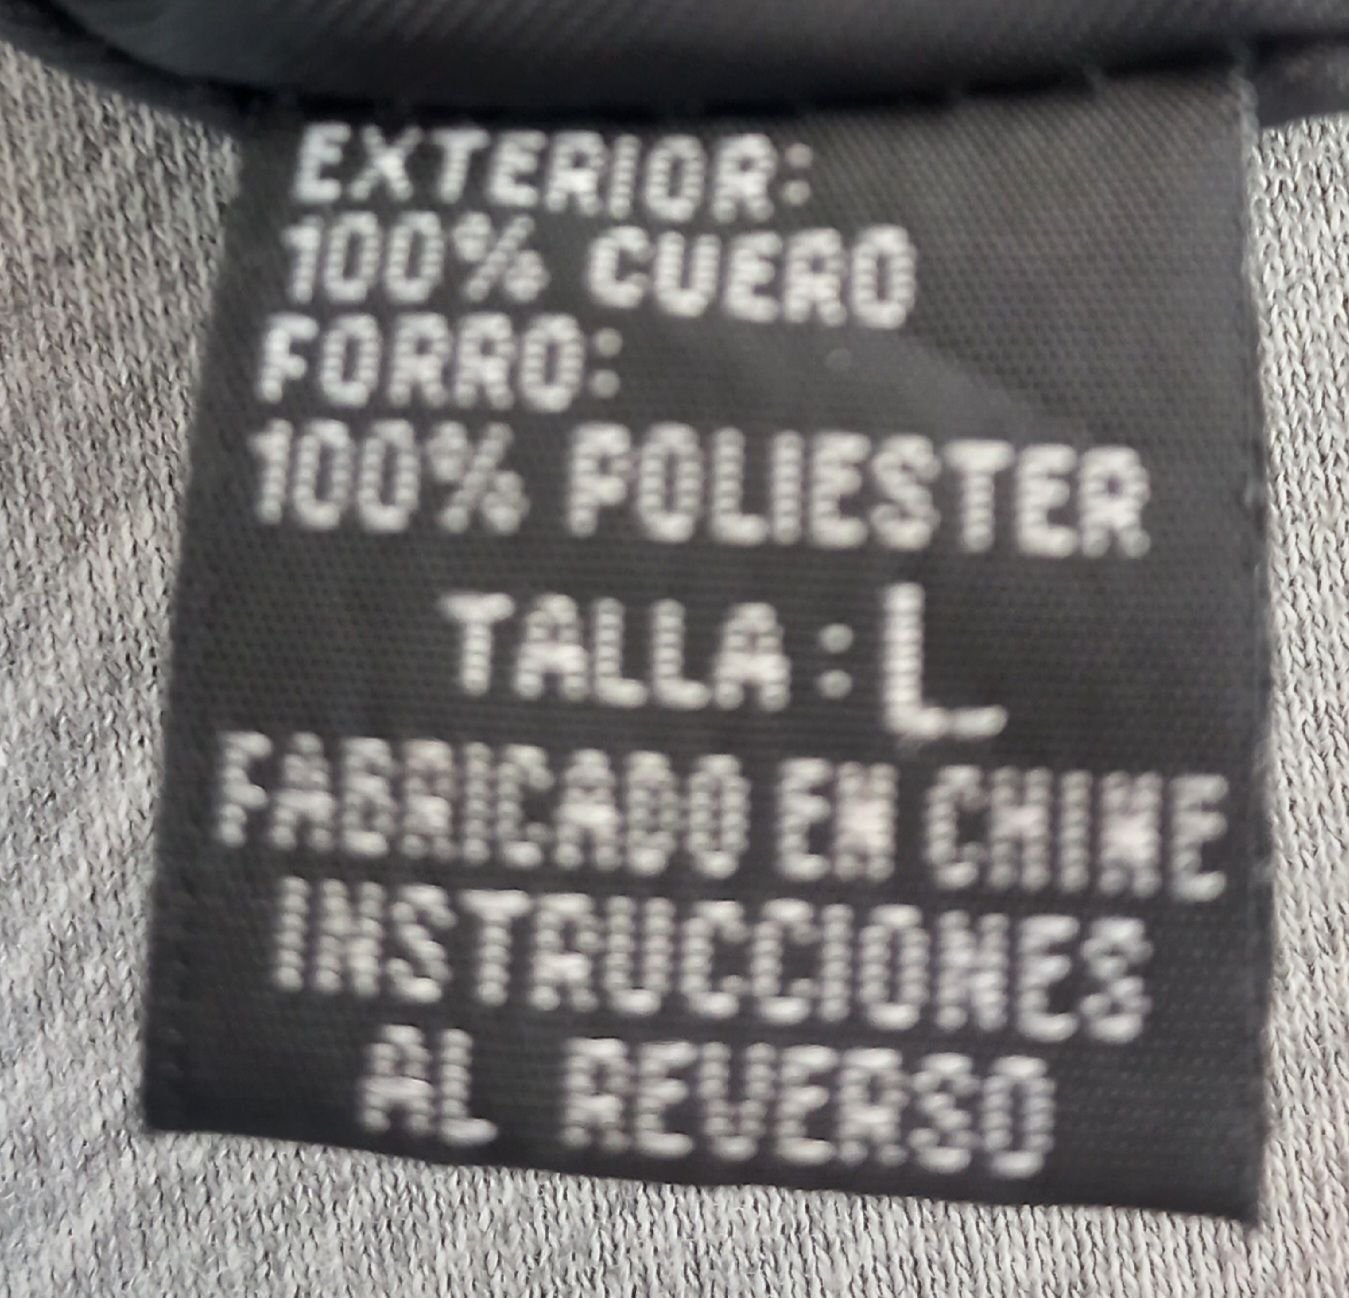 EXTERIOR:
100% CUERO
FORRO:
100% POLIESTER
TALLA : L
FABRICADO EN CHINE
INSTRUCCIONES
AL REVERSO